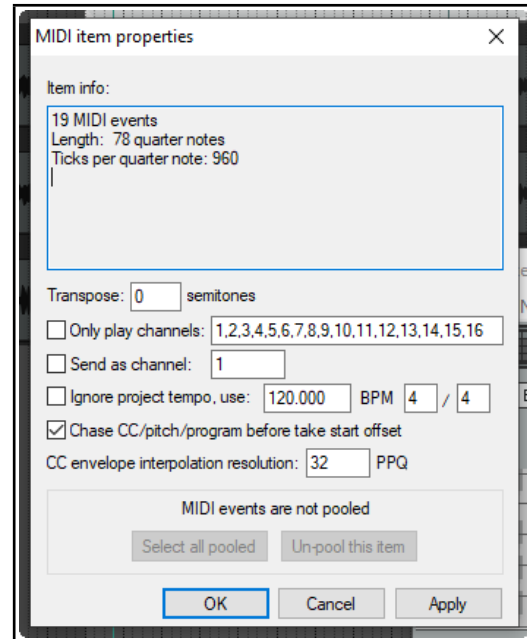 MIDI item properties
Item info:
19 MIDI events
Length: 78 quarter notes
Ticks per quarter note: 960
Transpose: 0 semitones
Only play channels: 1,2,3,4,5,6,7,8,9,10,11,12,13,14,15,16
Send as channel: 1
Ignore project tempo, use: 120.000 BPM 4 / 4
Chase CC/pitch/program before take start offset
CC envelope interpolation resolution: 32 PPQ
MIDI events are not pooled
Select all pooled Un-pool this item
OK Cancel Apply